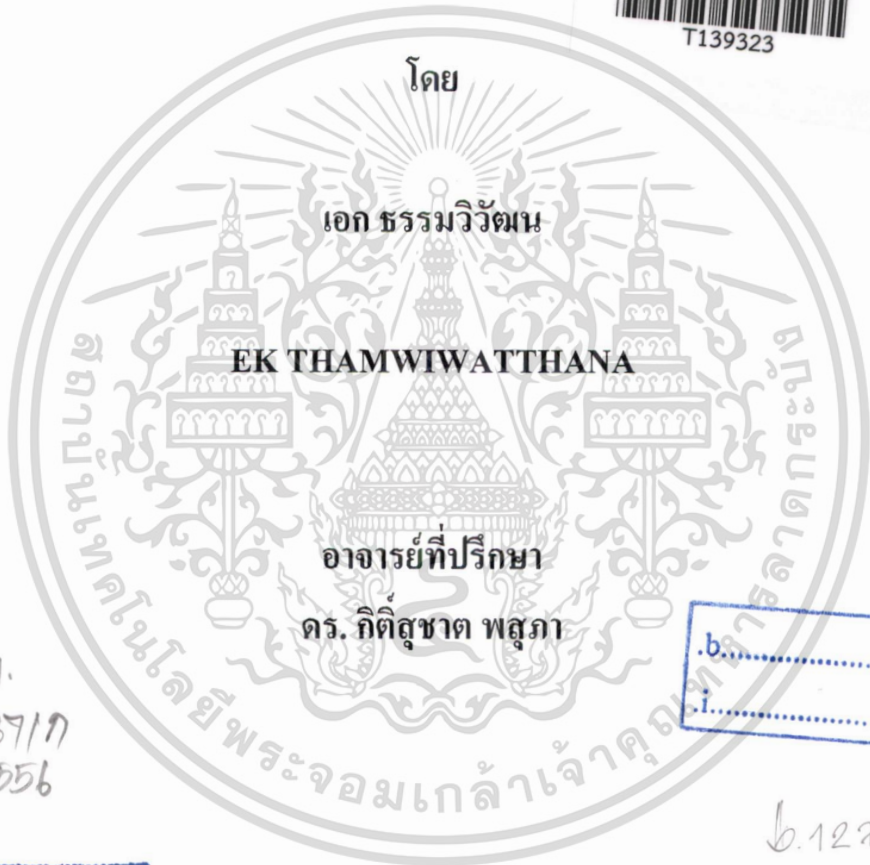 T139323
โดย
เอก ธรรมวิวัฒน
EK THAMWIWATTHANA
อาจารย์ที่ปรึกษา
ดร. กิติ์สุชาต พสุภา
สถาบันเทคโนโลยีพระจอมเกล้าเจ้าคุณทหารลาดกระบัง
.b...............
.i...............
556
b.122